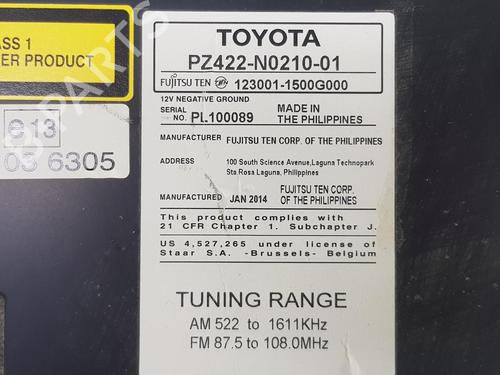 ASS 1
ER PRODUCT
e13
03 6305
TOYOTA
PZ422-N0210-01
FUJITSU TEN 123001-1500G000
12V NEGATIVE GROUND
SERIAL NO. PL100089
MADE IN THE PHILIPPINES
MANUFACTURER FUJITSU TEN CORP. OF THE PHILIPPINES
ADDRESS 100 South Science Avenue,Laguna Technopark
Sta.Rosa Laguna, Philippines
MANUFACTURED JAN 2014 FUJITSU TEN CORP. OF THE PHILIPPINES
This product complies with
21 CFR Chapter 1. Subchapter J.
US 4,527,265 under license of
Staar S.A. -Brussels- Belgium
TUNING RANGE
AM 522 to 1611KHz
FM 87.5 to 108.0MHz
B-PARTS